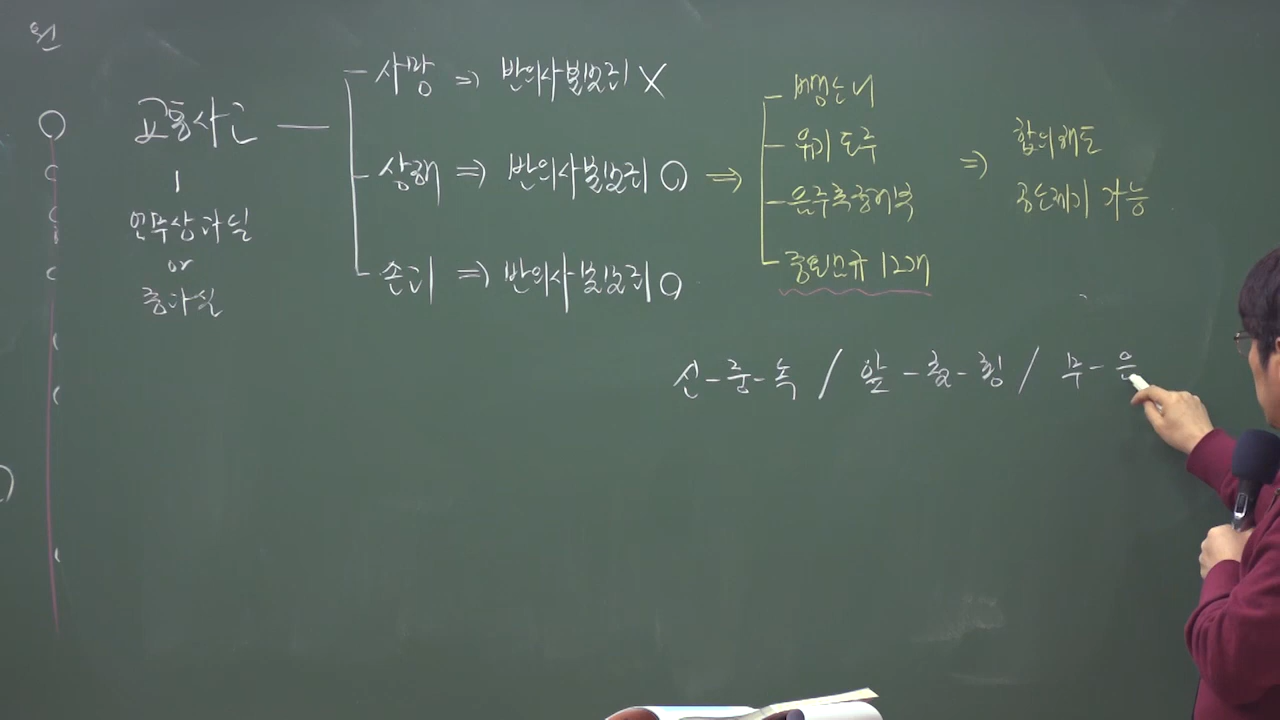 원
교통사고
업무상 과실
or
중과실
사망 ⇒ 반의사불벌죄 X
상해 ⇒ 반의사불벌죄 O ⇒
손괴 ⇒ 반의사불벌죄 O
뺑소니
유기 도주
음주측정거부
중앙선 12개
⇒ 합의해도
공소제기 가능
신-중-녹 / 앞-철-횡 / 무-음